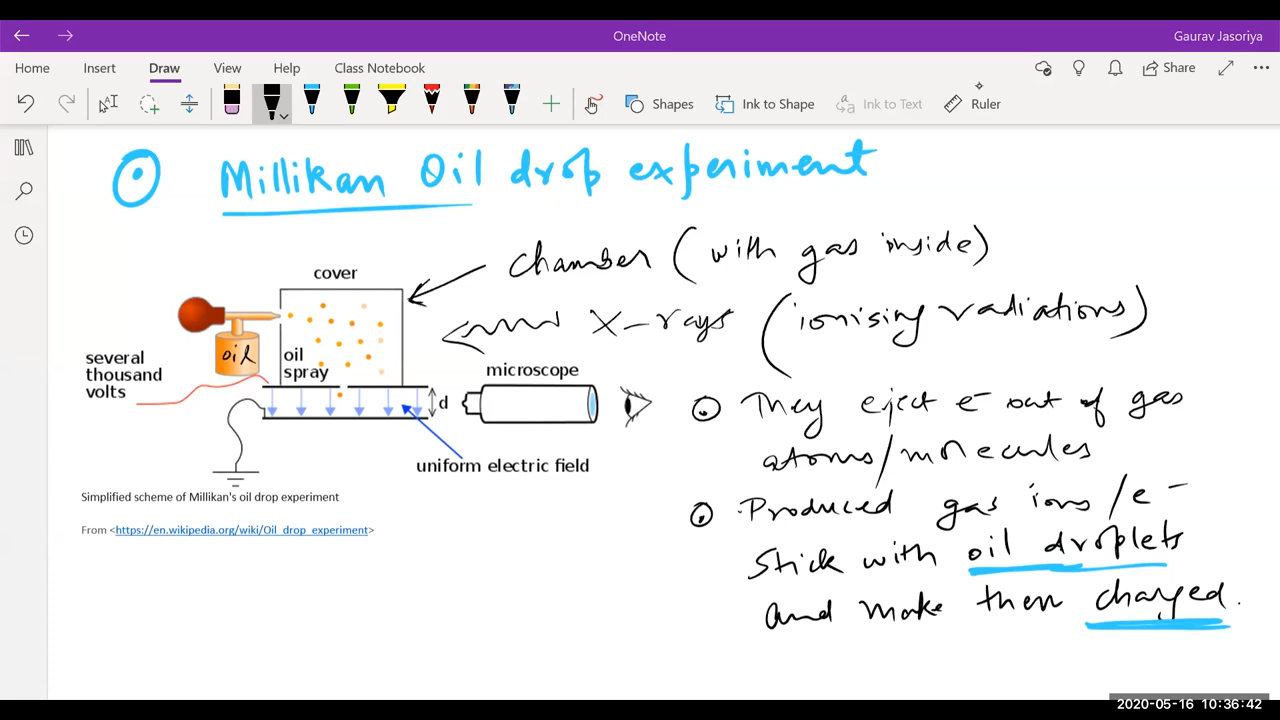 OneNote
Gaurav Jasoriya
Home Insert Draw View Help Class Notebook
Share
Shapes Ink to Shape Ink to Text Ruler
Millikan Oil drop experiment
chamber (with gas inside)
cover
X-rays (ionising radiations)
oil
oil
spray
several
thousand
volts
microscope
d
They eject e⁻ out of gas
atoms/molecules
uniform electric field
Simplified scheme of Millikan's oil drop experiment
Produced gas ions/e⁻
From <https://en.wikipedia.org/wiki/Oil_drop_experiment>
stick with oil droplets
and make then charged.
2020-05-16 10:36:42